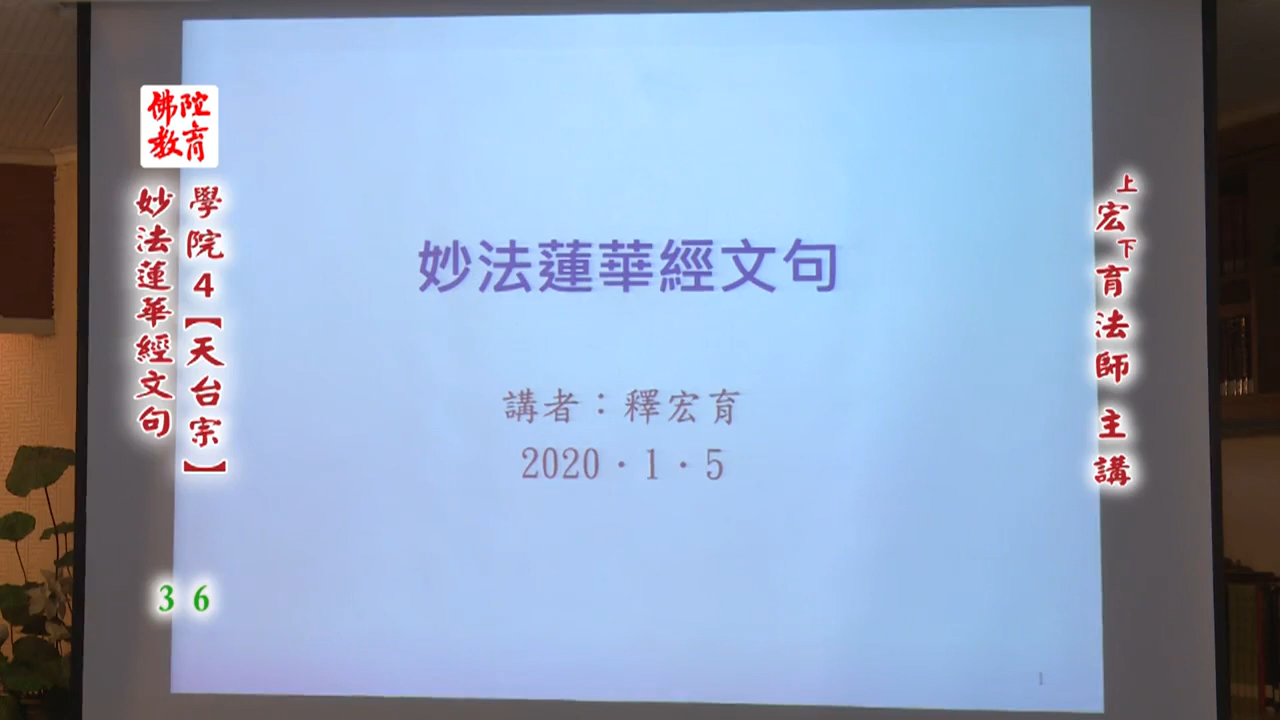 佛陀
教育
學院4【天台宗】
妙法蓮華經文句
36
妙法蓮華經文句
講者：釋宏育
2020·1·5
1
上宏下育法師 主講